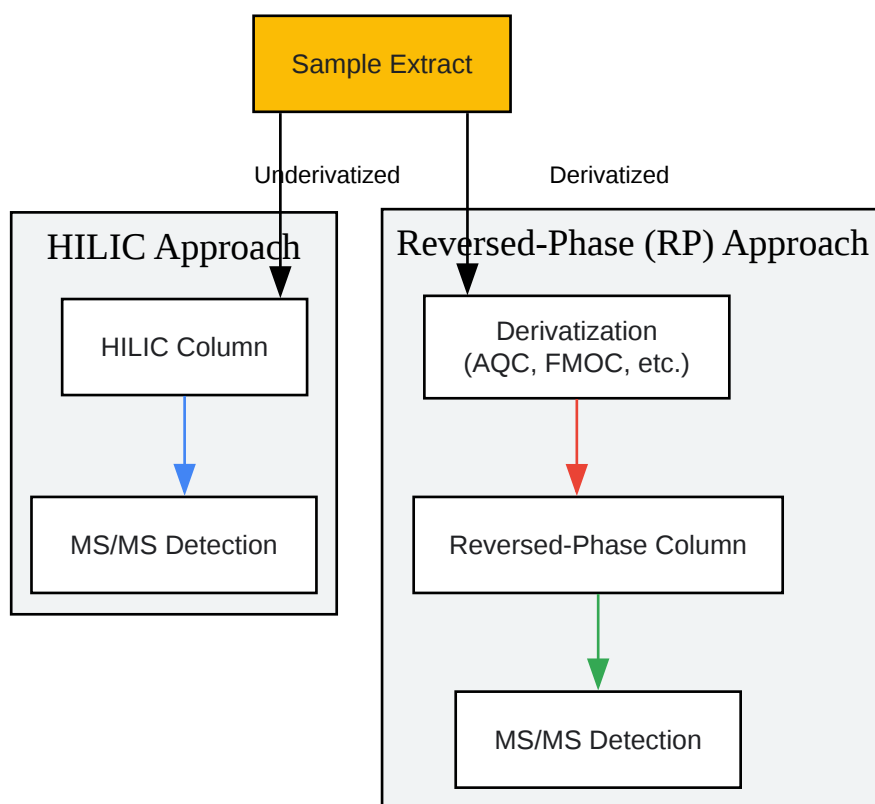 Sample Extract
Underivatized
Derivatized
HILIC Approach
Reversed-Phase (RP) Approach
HILIC Column
Derivatization
(AQC, FMOC, etc.)
MS/MS Detection
Reversed-Phase Column
MS/MS Detection